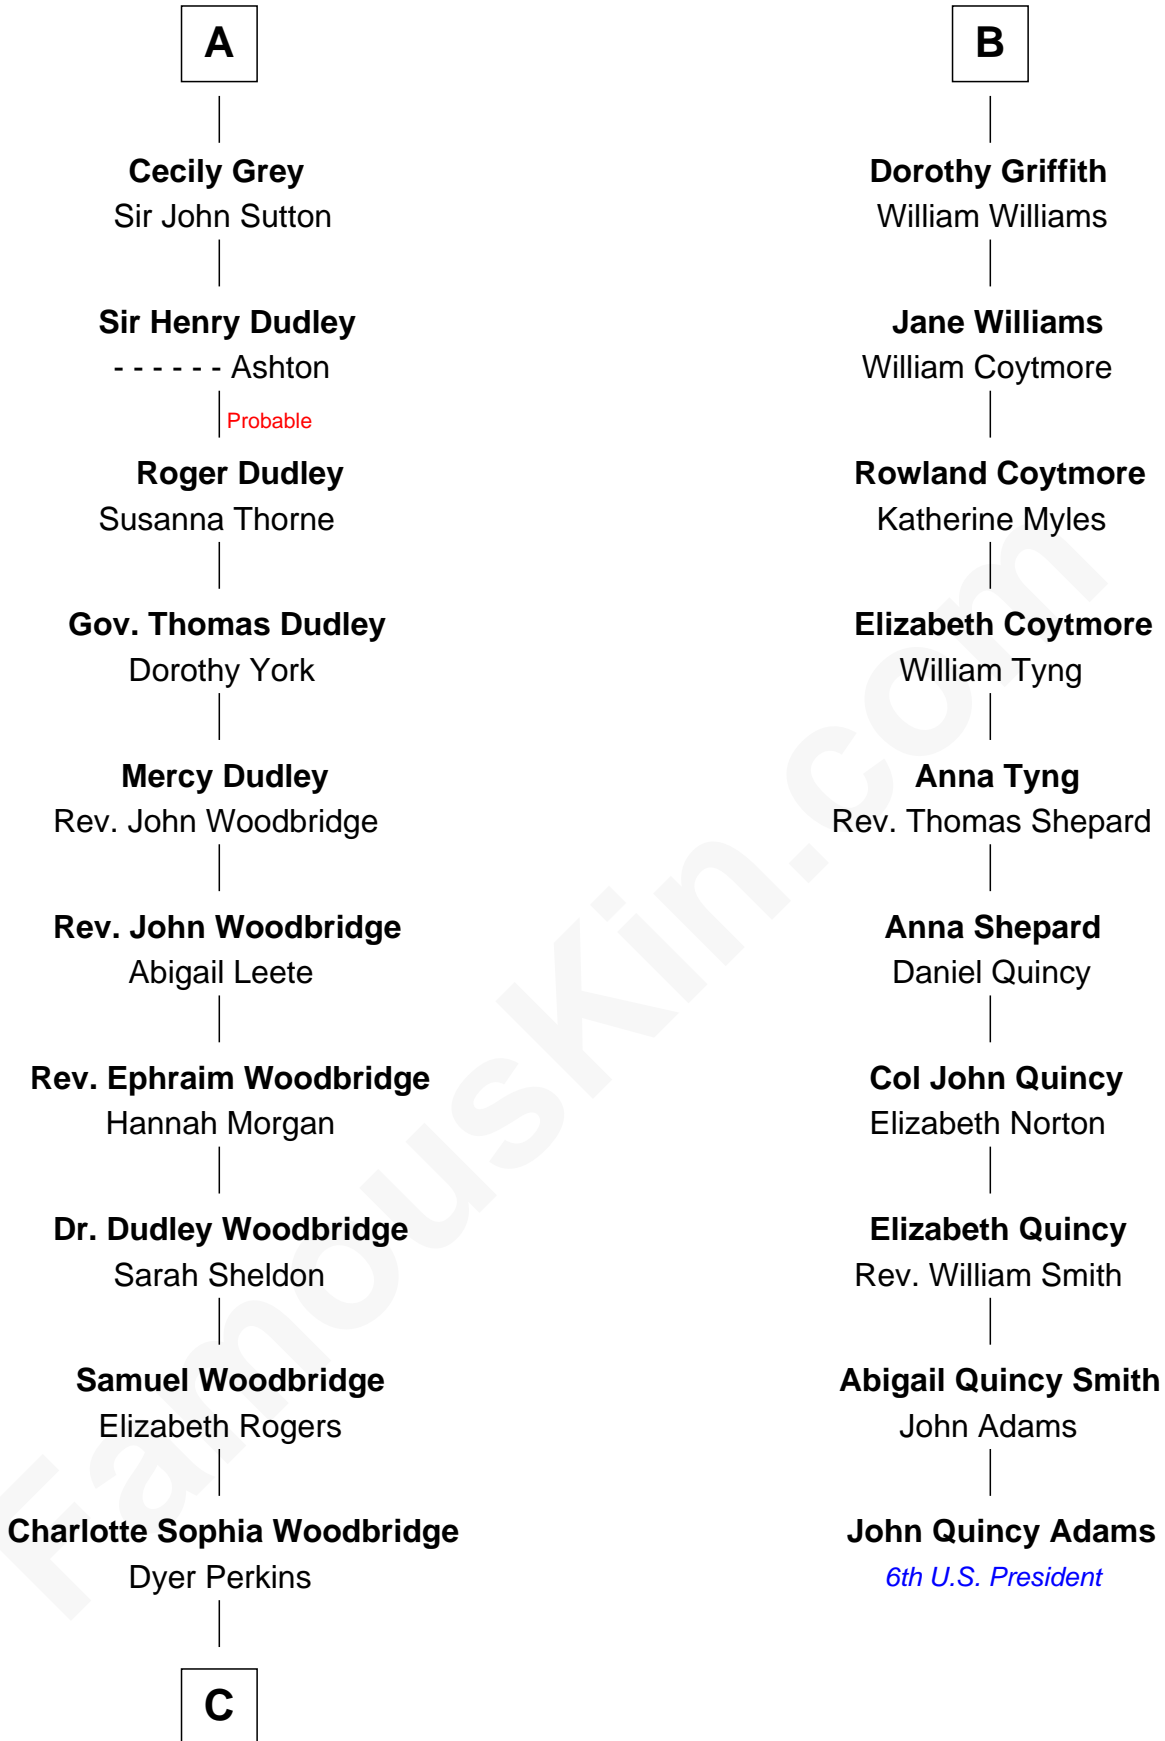 A
Cecily Grey
Sir John Sutton
Sir Henry Dudley
- - - - - - Ashton
Probable
Roger Dudley
Susanna Thorne
Gov. Thomas Dudley
Dorothy York
Mercy Dudley
Rev. John Woodbridge
Rev. John Woodbridge
Abigail Leete
Rev. Ephraim Woodbridge
Hannah Morgan
Dr. Dudley Woodbridge
Sarah Sheldon
Samuel Woodbridge
Elizabeth Rogers
Charlotte Sophia Woodbridge
Dyer Perkins
C
B
Dorothy Griffith
William Williams
Jane Williams
William Coytmore
Rowland Coytmore
Katherine Myles
Elizabeth Coytmore
William Tyng
Anna Tyng
Rev. Thomas Shepard
Anna Shepard
Daniel Quincy
Col John Quincy
Elizabeth Norton
Elizabeth Quincy
Rev. William Smith
Abigail Quincy Smith
John Adams
John Quincy Adams
6th U.S. President
FamousKin.com